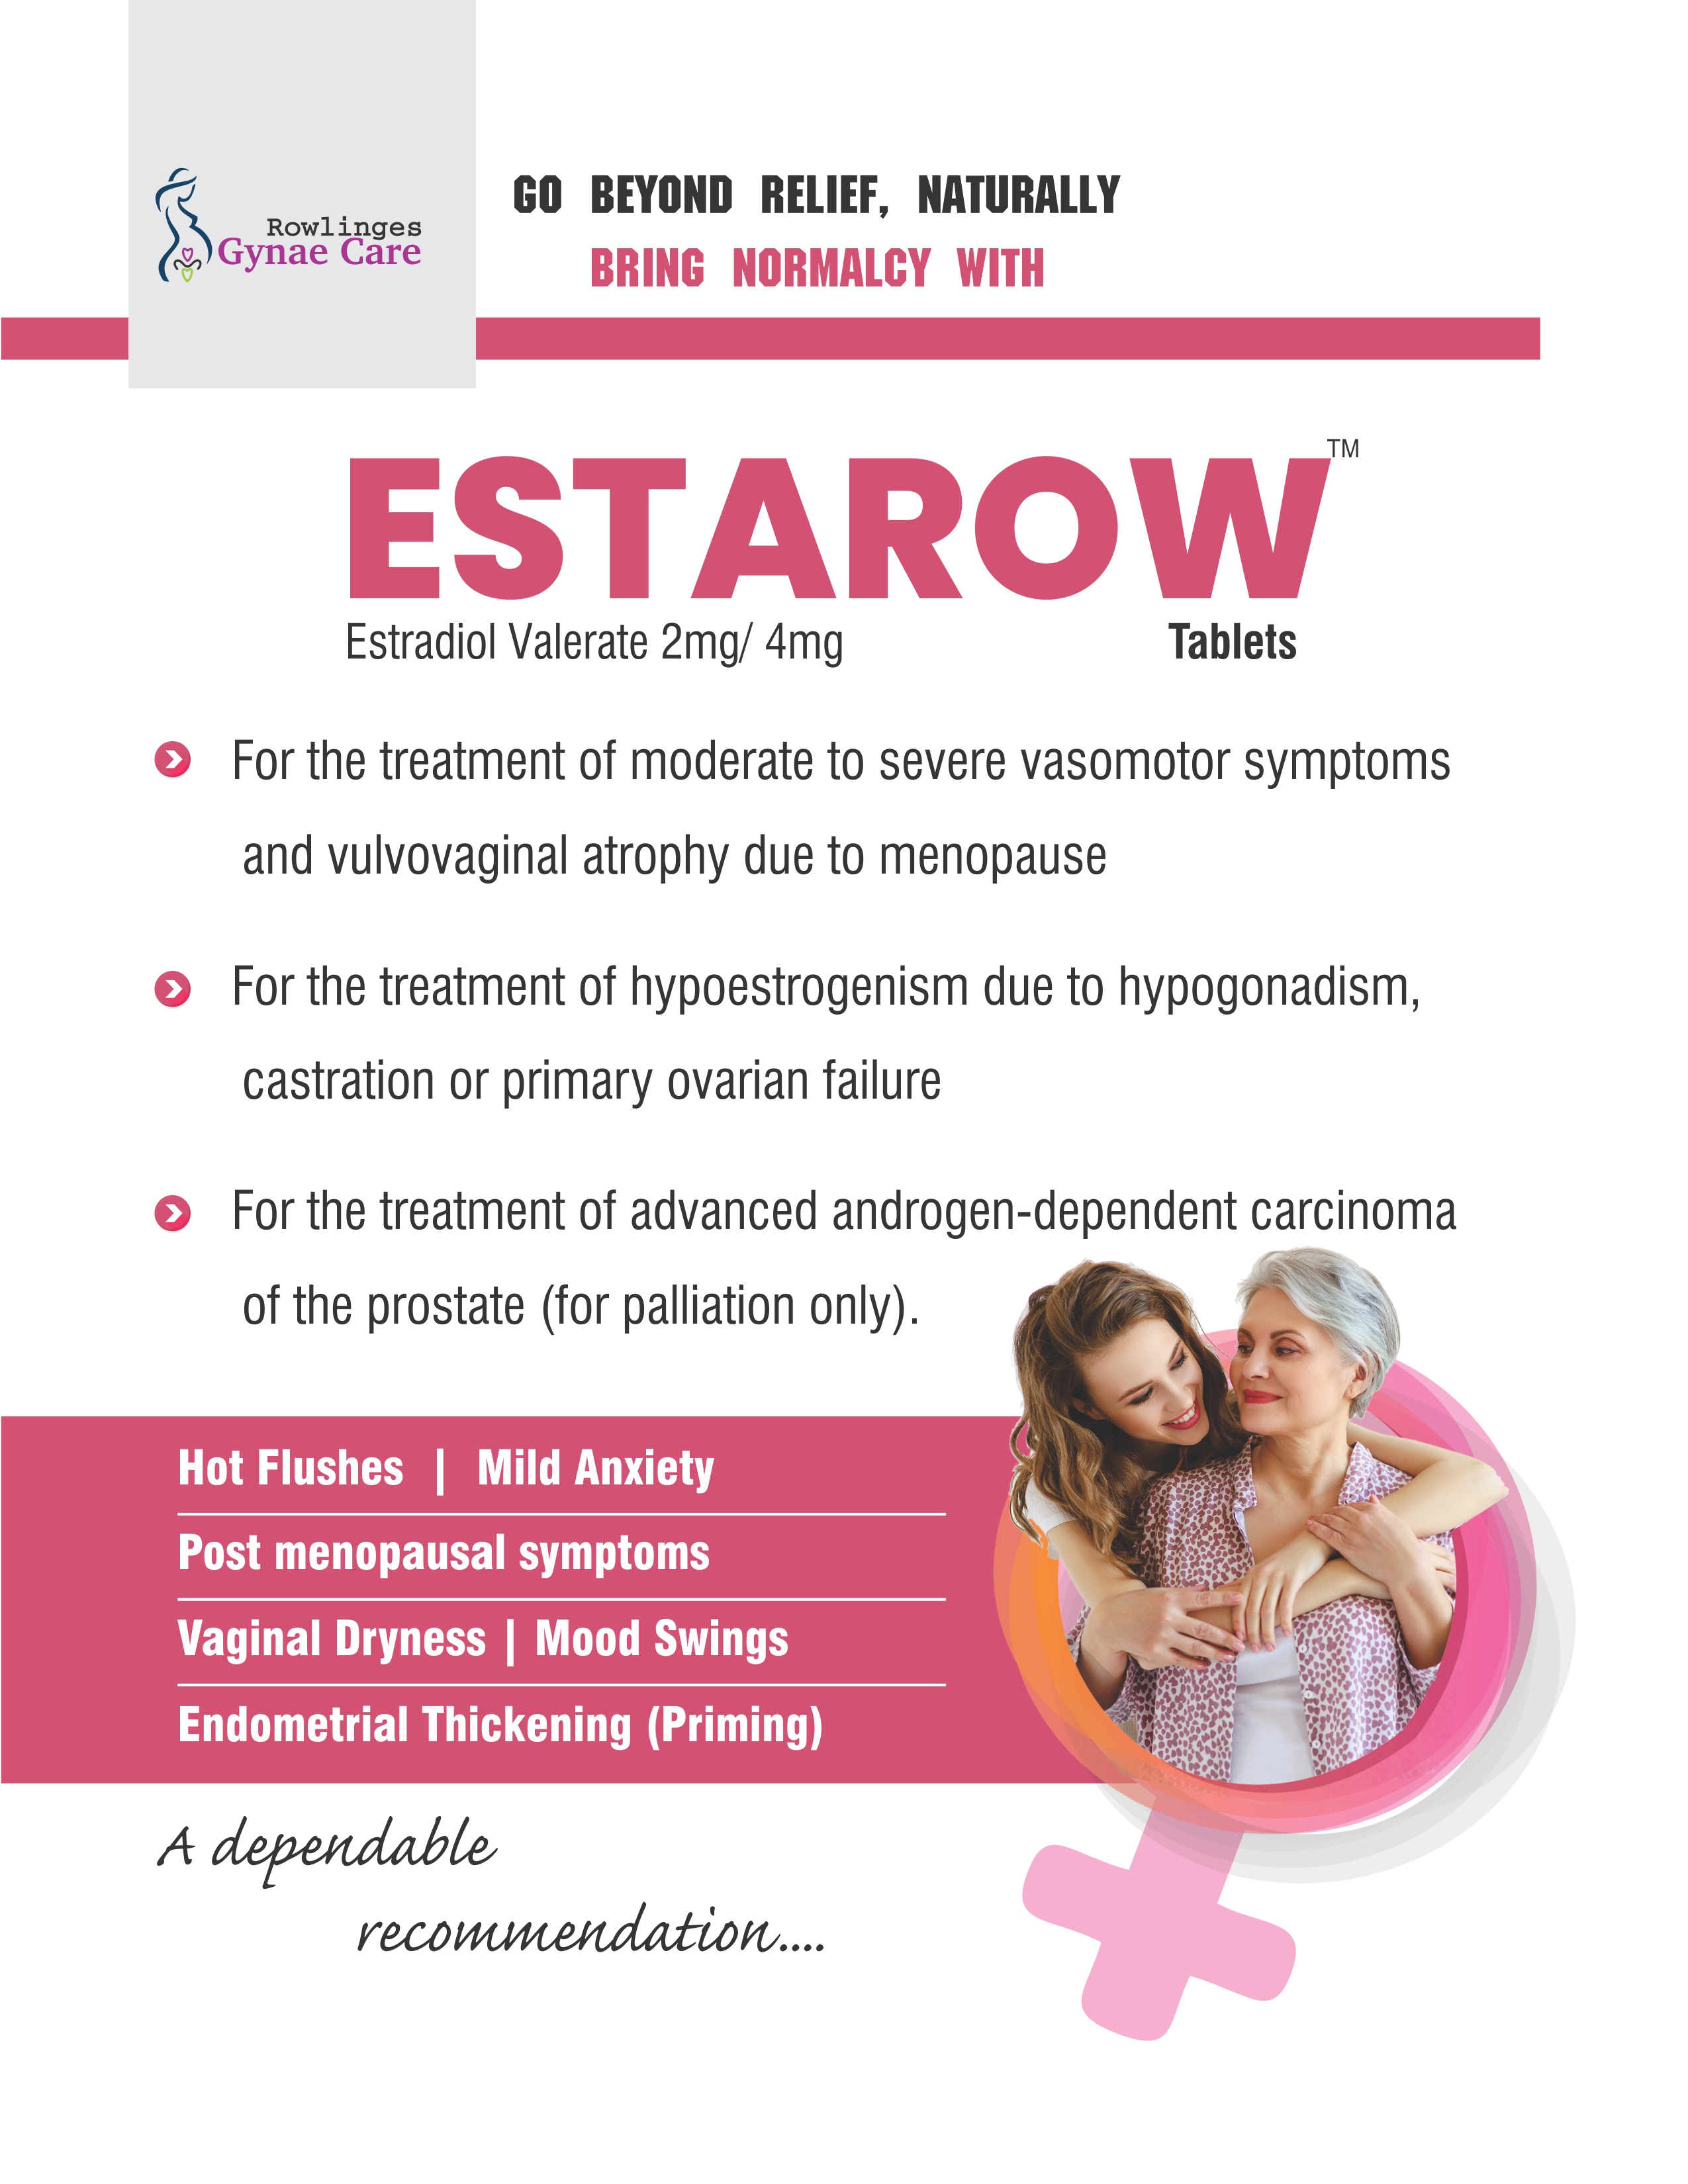 Rowlinges
Gynae Care
GO BEYOND RELIEF, NATURALLY
BRING NORMALCY WITH
ESTAROW™
Estradiol Valerate 2mg/ 4mg
Tablets
For the treatment of moderate to severe vasomotor symptoms
and vulvovaginal atrophy due to menopause
For the treatment of hypoestrogenism due to hypogonadism,
castration or primary ovarian failure
For the treatment of advanced androgen-dependent carcinoma
of the prostate (for palliation only).
Hot Flushes | Mild Anxiety
Post menopausal symptoms
Vaginal Dryness | Mood Swings
Endometrial Thickening (Priming)
A dependable
recommendation....